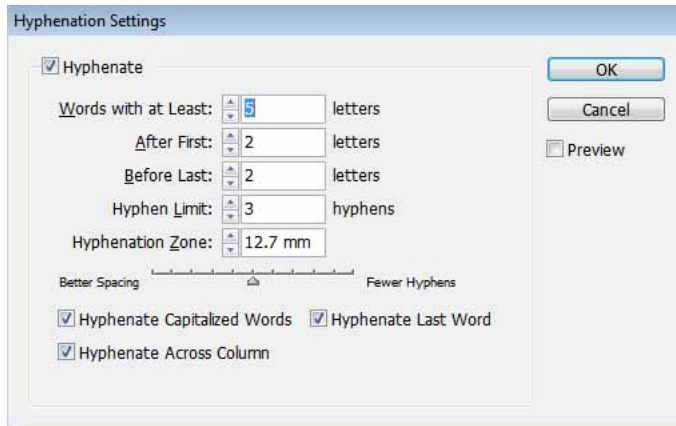 Hyphenation Settings
Hyphenate
OK
Words with at Least: 5 letters
Cancel
After First: 2 letters
Preview
Before Last: 2 letters
Hyphen Limit: 3 hyphens
Hyphenation Zone: 12.7 mm
Better Spacing Fewer Hyphens
Hyphenate Capitalized Words Hyphenate Last Word
Hyphenate Across Column